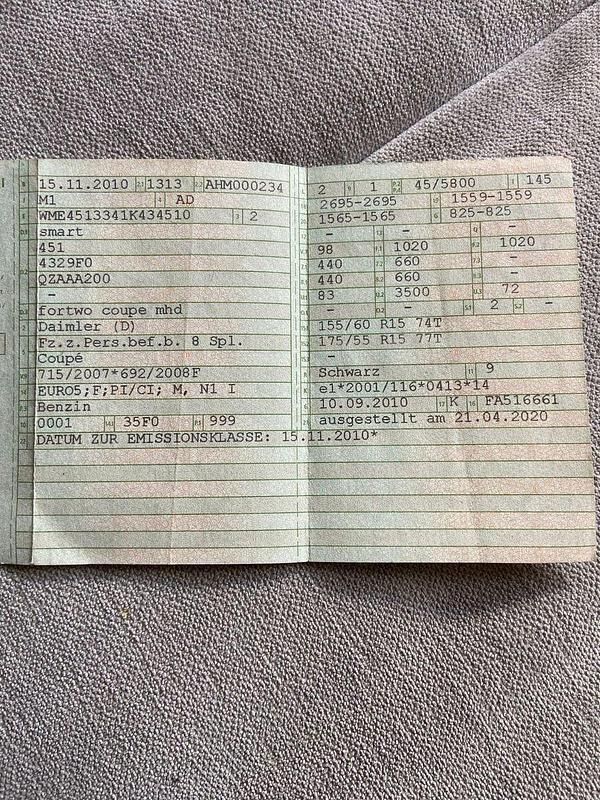 15.11.2010 1313 AHM000234
M1 AD
WME4513341K434510 2
smart
451
4329F0
QZAAA200
–
fortwo coupe mhd
Daimler (D)
Fz.z.Pers.bef.b. 8 Spl.
Coupé
715/2007*692/2008F
EURO5;F;PI/CI; M, N1 I
Benzin
0001 35F0 999
DATUM ZUR EMISSIONSKLASSE: 15.11.2010*
2 1 45/5800 145
2695-2695 1559-1559
1565-1565 825-825
– – –
98 1020 1020
440 660 –
440 660 –
83 3500 72
– – 2 –
155/60 R15 74T
175/55 R15 77T
–
Schwarz 9
e1*2001/116*0413*14
10.09.2010 K FA516661
ausgestellt am 21.04.2020